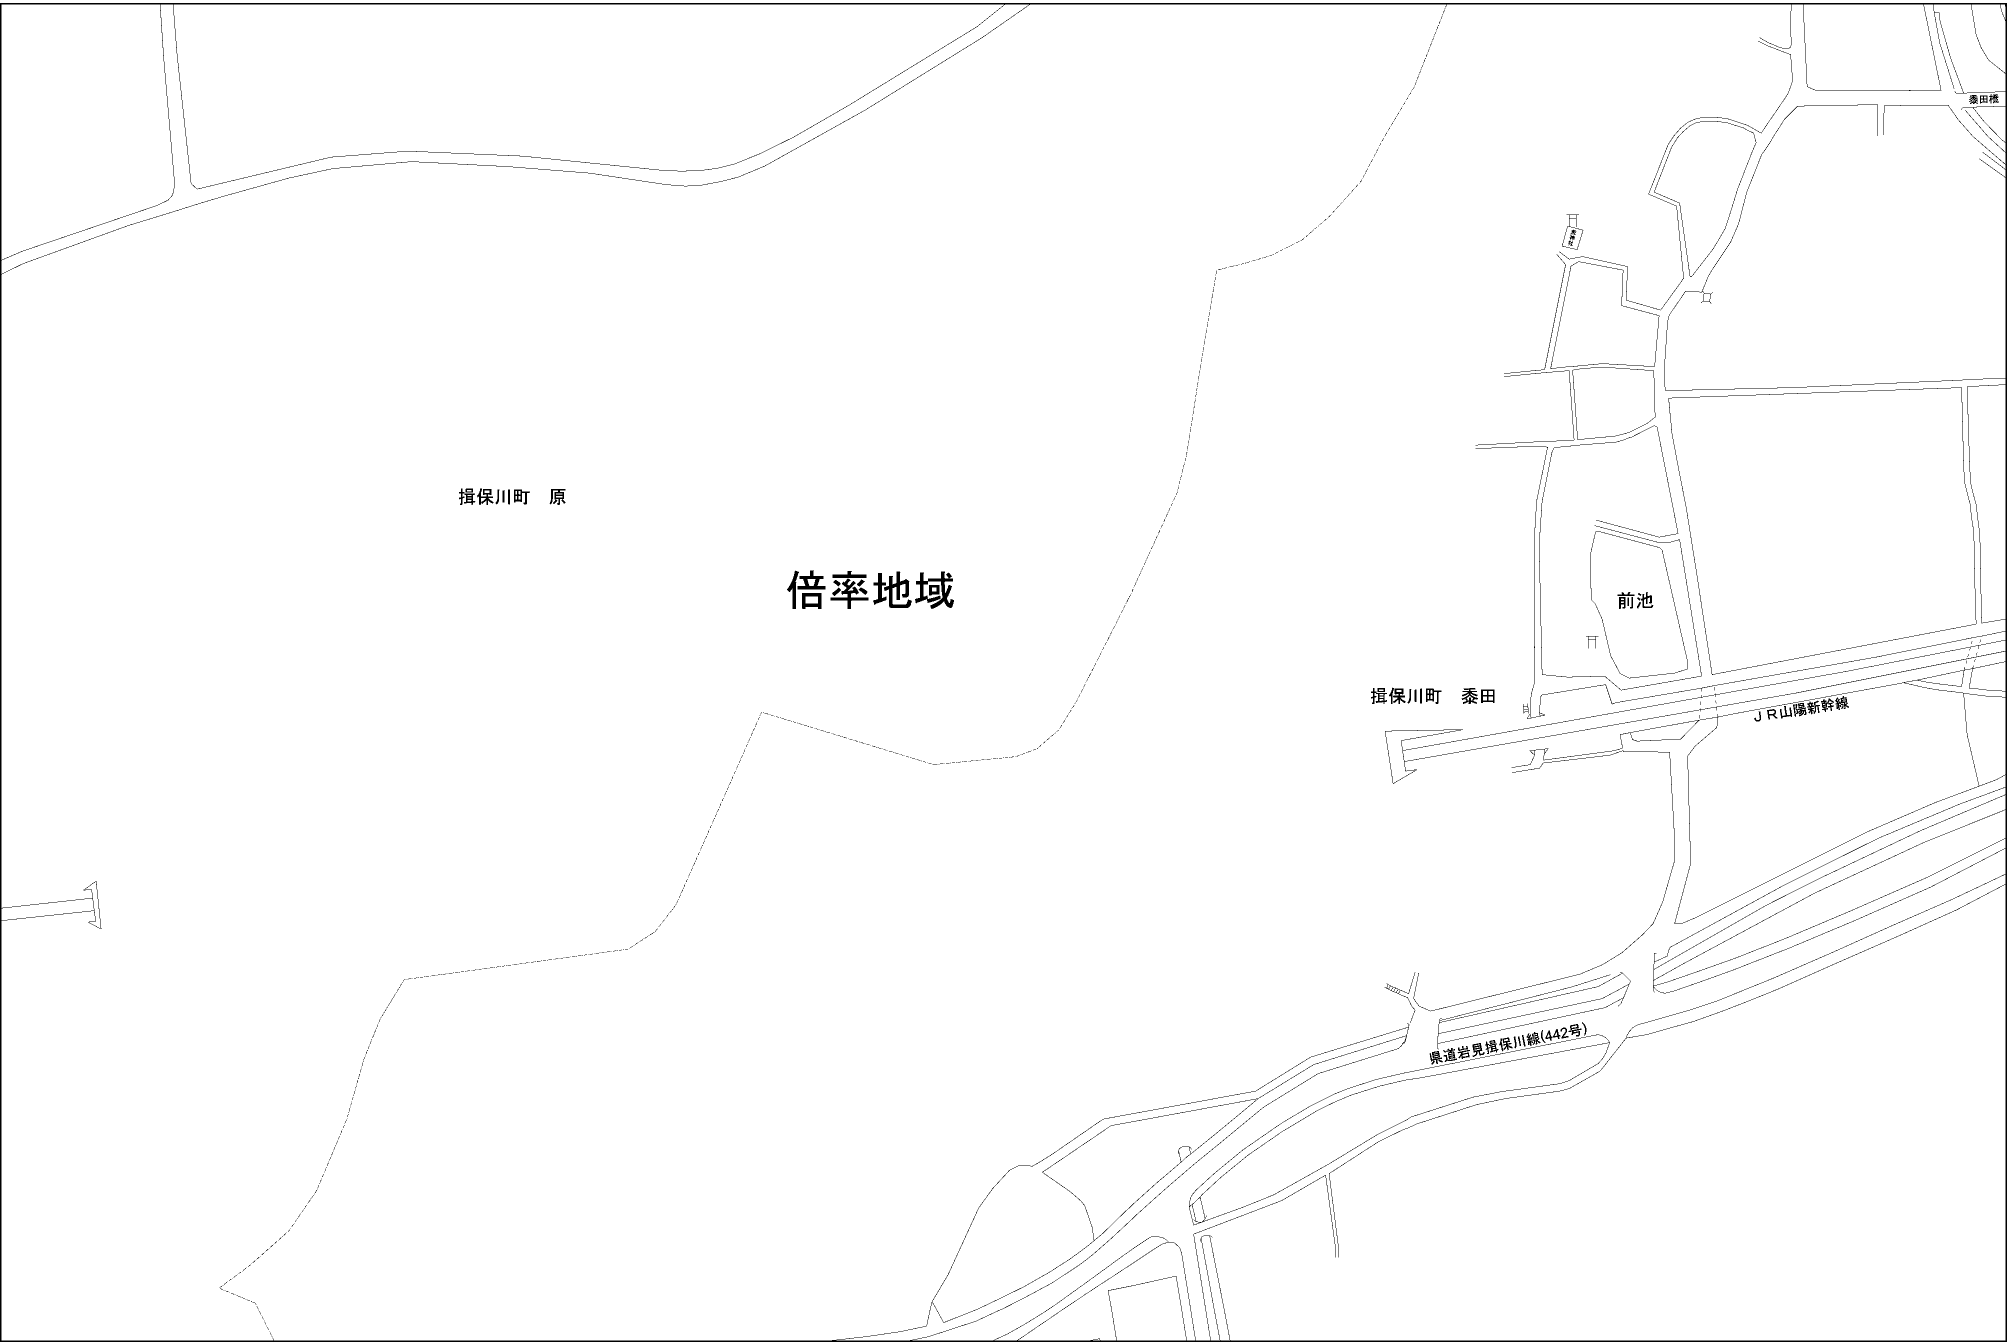 黍田橋
揖保川町　原
倍率地域
前池
揖保川町　黍田
ＪＲ山陽新幹線
県道岩見揖保川線(442号)